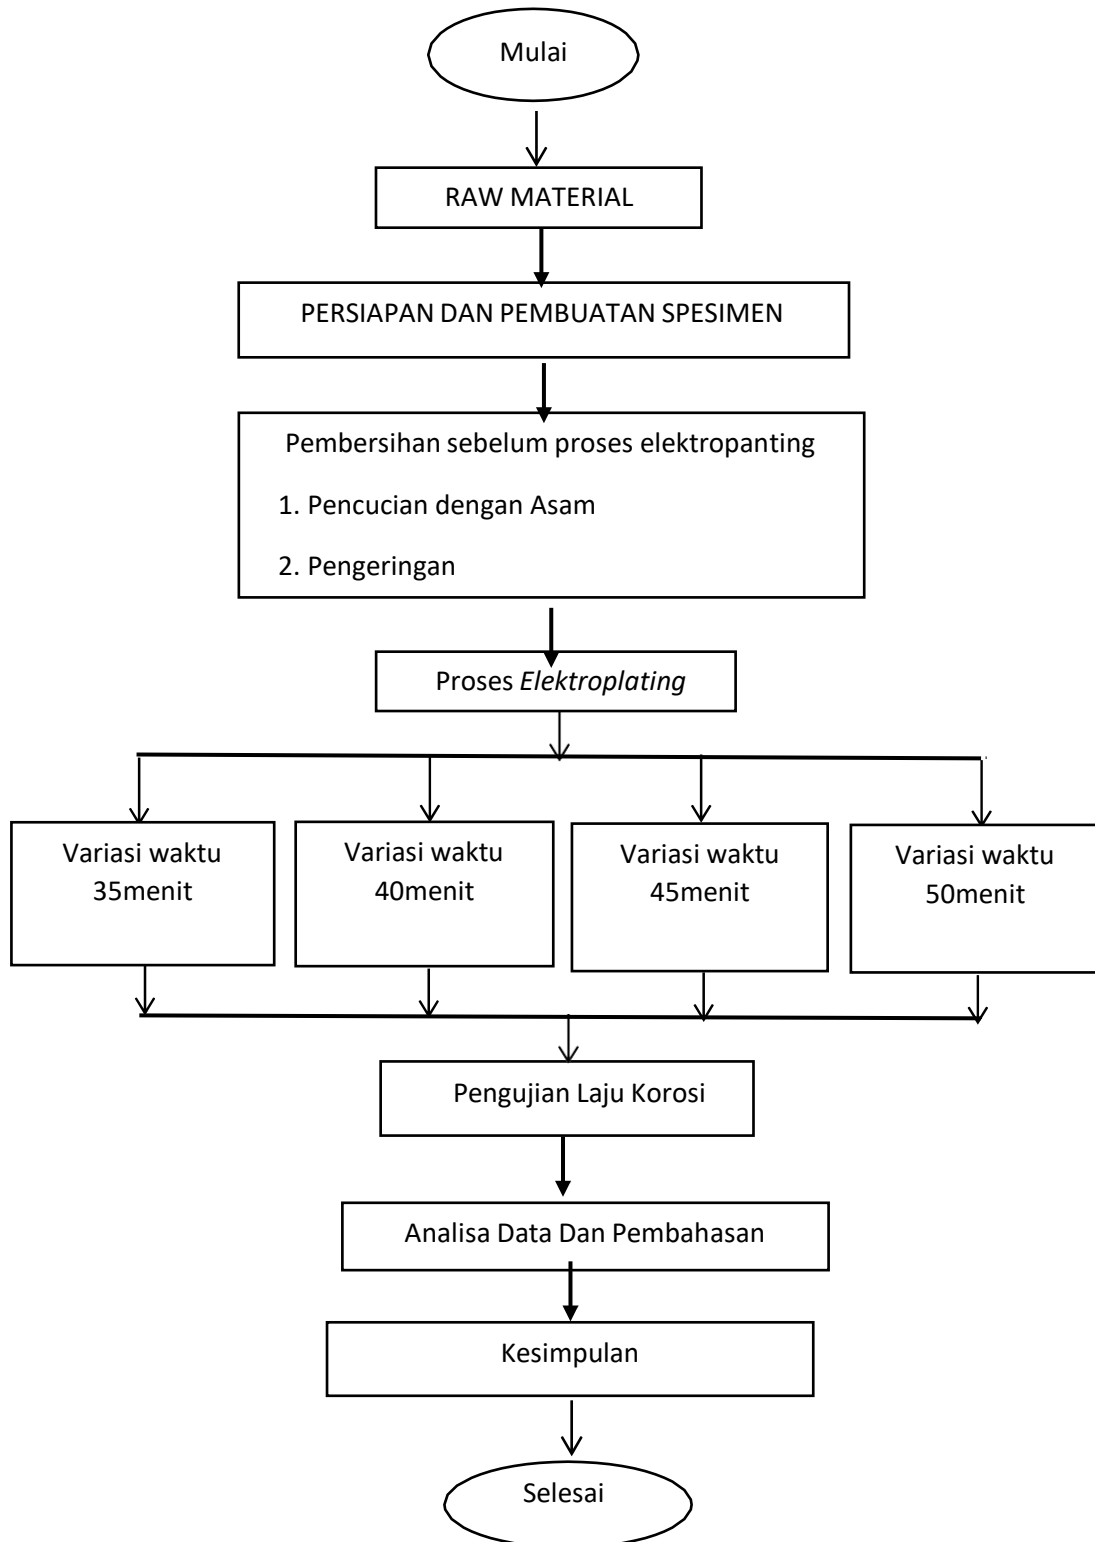 Mulai
RAW MATERIAL
PERSIAPAN DAN PEMBUATAN SPESIMEN
Pembersihan sebelum proses elektropanting
1. Pencucian dengan Asam
2. Pengeringan
Proses Elektroplating
Variasi waktu
35menit
Variasi waktu
40menit
Variasi waktu
45menit
Variasi waktu
50menit
Pengujian Laju Korosi
Analisa Data Dan Pembahasan
Kesimpulan
Selesai